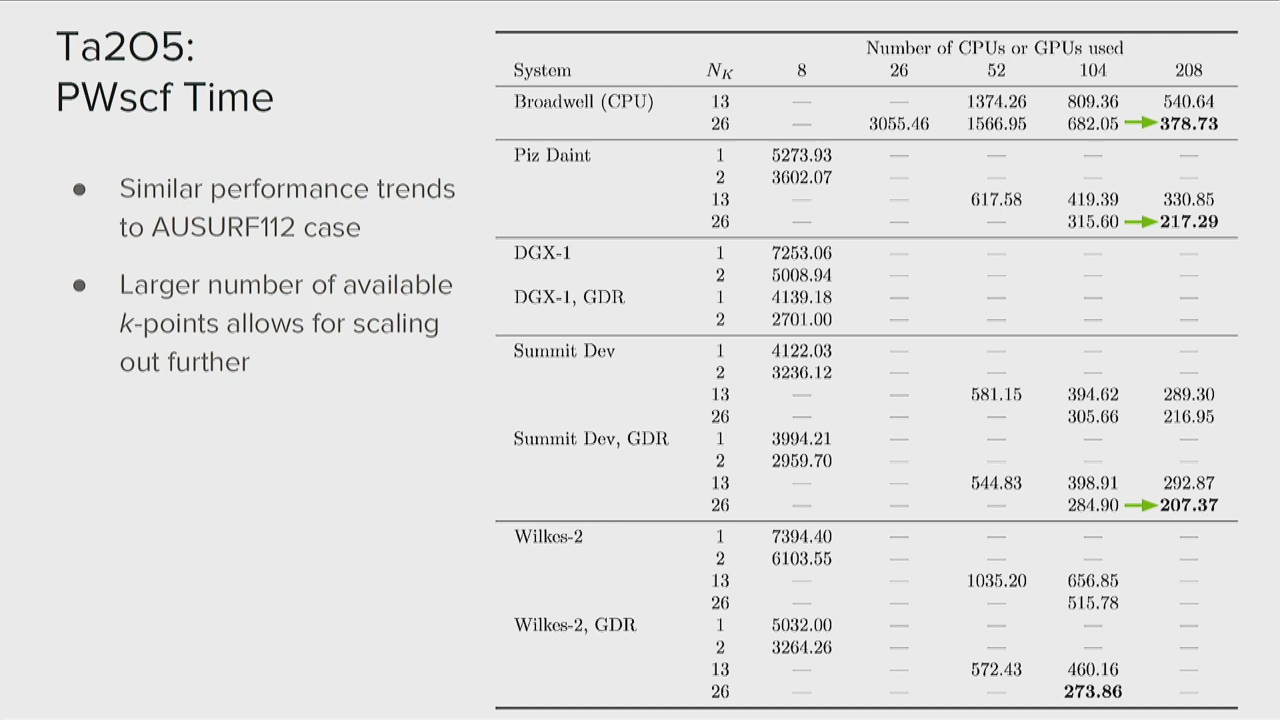 Ta2O5:
PWscf Time
● Similar performance trends
to AUSURF112 case
● Larger number of available
k-points allows for scaling
out further
Number of CPUs or GPUs used
System N_K 8 26 52 104 208
Broadwell (CPU) 13 — — 1374.26 809.36 540.64
26 — 3055.46 1566.95 682.05 378.73
Piz Daint 1 5273.93 — — — —
2 3602.07 — — — —
13 — — 617.58 419.39 330.85
26 — — — 315.60 217.29
DGX-1 1 7253.06 — — — —
2 5008.94 — — — —
DGX-1, GDR 1 4139.18 — — — —
2 2701.00 — — — —
Summit Dev 1 4122.03 — — — —
2 3236.12 — — — —
13 — — 581.15 394.62 289.30
26 — — — 305.66 216.95
Summit Dev, GDR 1 3994.21 — — — —
2 2959.70 — — — —
13 — — 544.83 398.91 292.87
26 — — — 284.90 207.37
Wilkes-2 1 7394.40 — — — —
2 6103.55 — — — —
13 — — 1035.20 656.85 —
26 — — — 515.78 —
Wilkes-2, GDR 1 5032.00 — — — —
2 3264.26 — — — —
13 — — 572.43 460.16 —
26 — — — 273.86 —